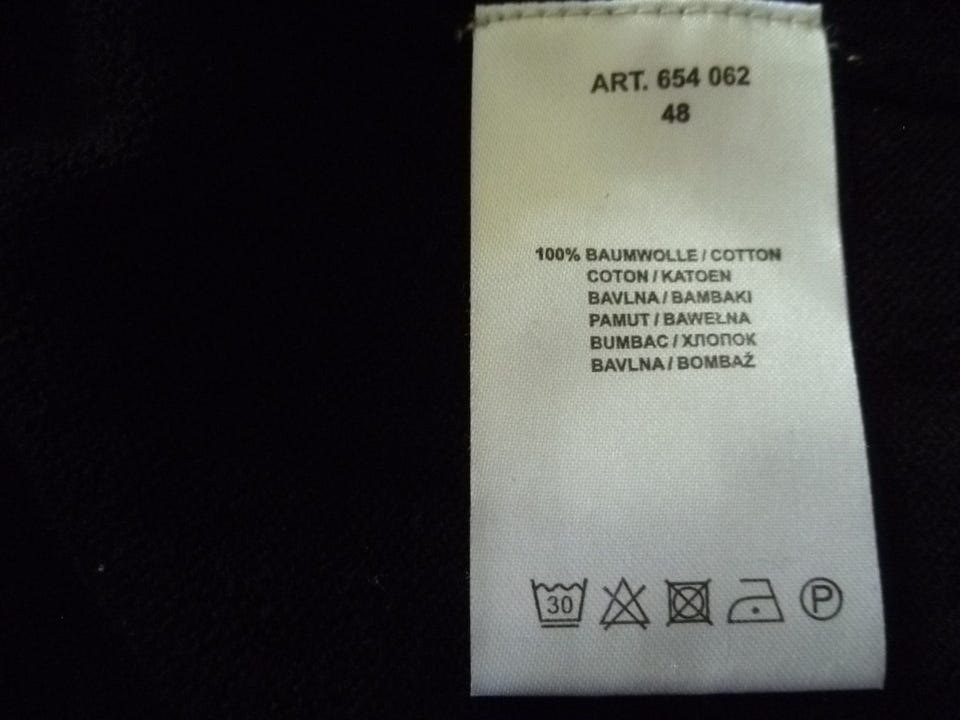 ART. 654 062
48
100% BAUMWOLLE / COTTON
COTON / KATOEN
BAVLNA / BAMBAKI
PAMUT / BAWEŁNA
BUMBAC / ХЛОПОК
BAVLNA / BOMBAŽ
30 P